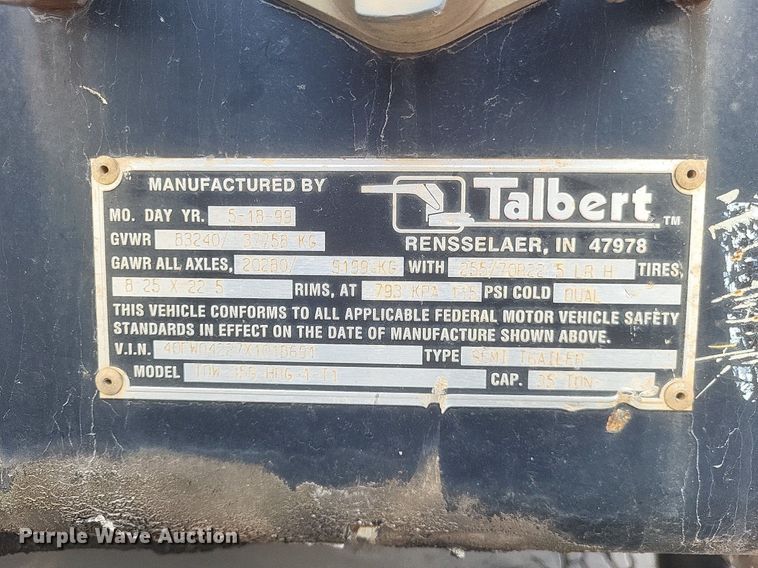 MANUFACTURED BY Talbert TM
MO. DAY YR. 5-18-99
RENSSELAER, IN 47978
GVWR 83240/ 37758 KG
GAWR ALL AXLES, 20280/ 9199 KG WITH 255/70R22.5 LR H TIRES,
8.25 X 22.5 RIMS, AT 793 KPA 115 PSI COLD DUAL
THIS VEHICLE CONFORMS TO ALL APPLICABLE FEDERAL MOTOR VEHICLE SAFETY
STANDARDS IN EFFECT ON THE DATE OF MANUFACTURE SHOWN ABOVE.
V.I.N. TYPE SEMI TRAILER
MODEL CAP. 35 TON
Purple Wave Auction